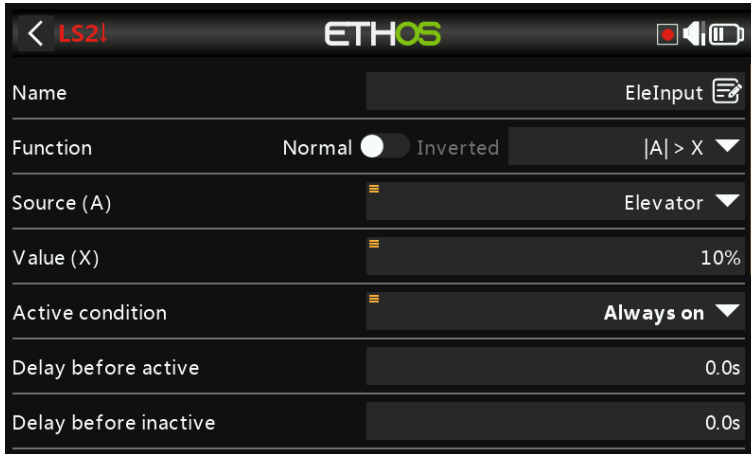 LS2↓ ETHOS
Name EleInput
Function Normal Inverted |A| > X
Source (A) Elevator
Value (X) 10%
Active condition Always on
Delay before active 0.0s
Delay before inactive 0.0s